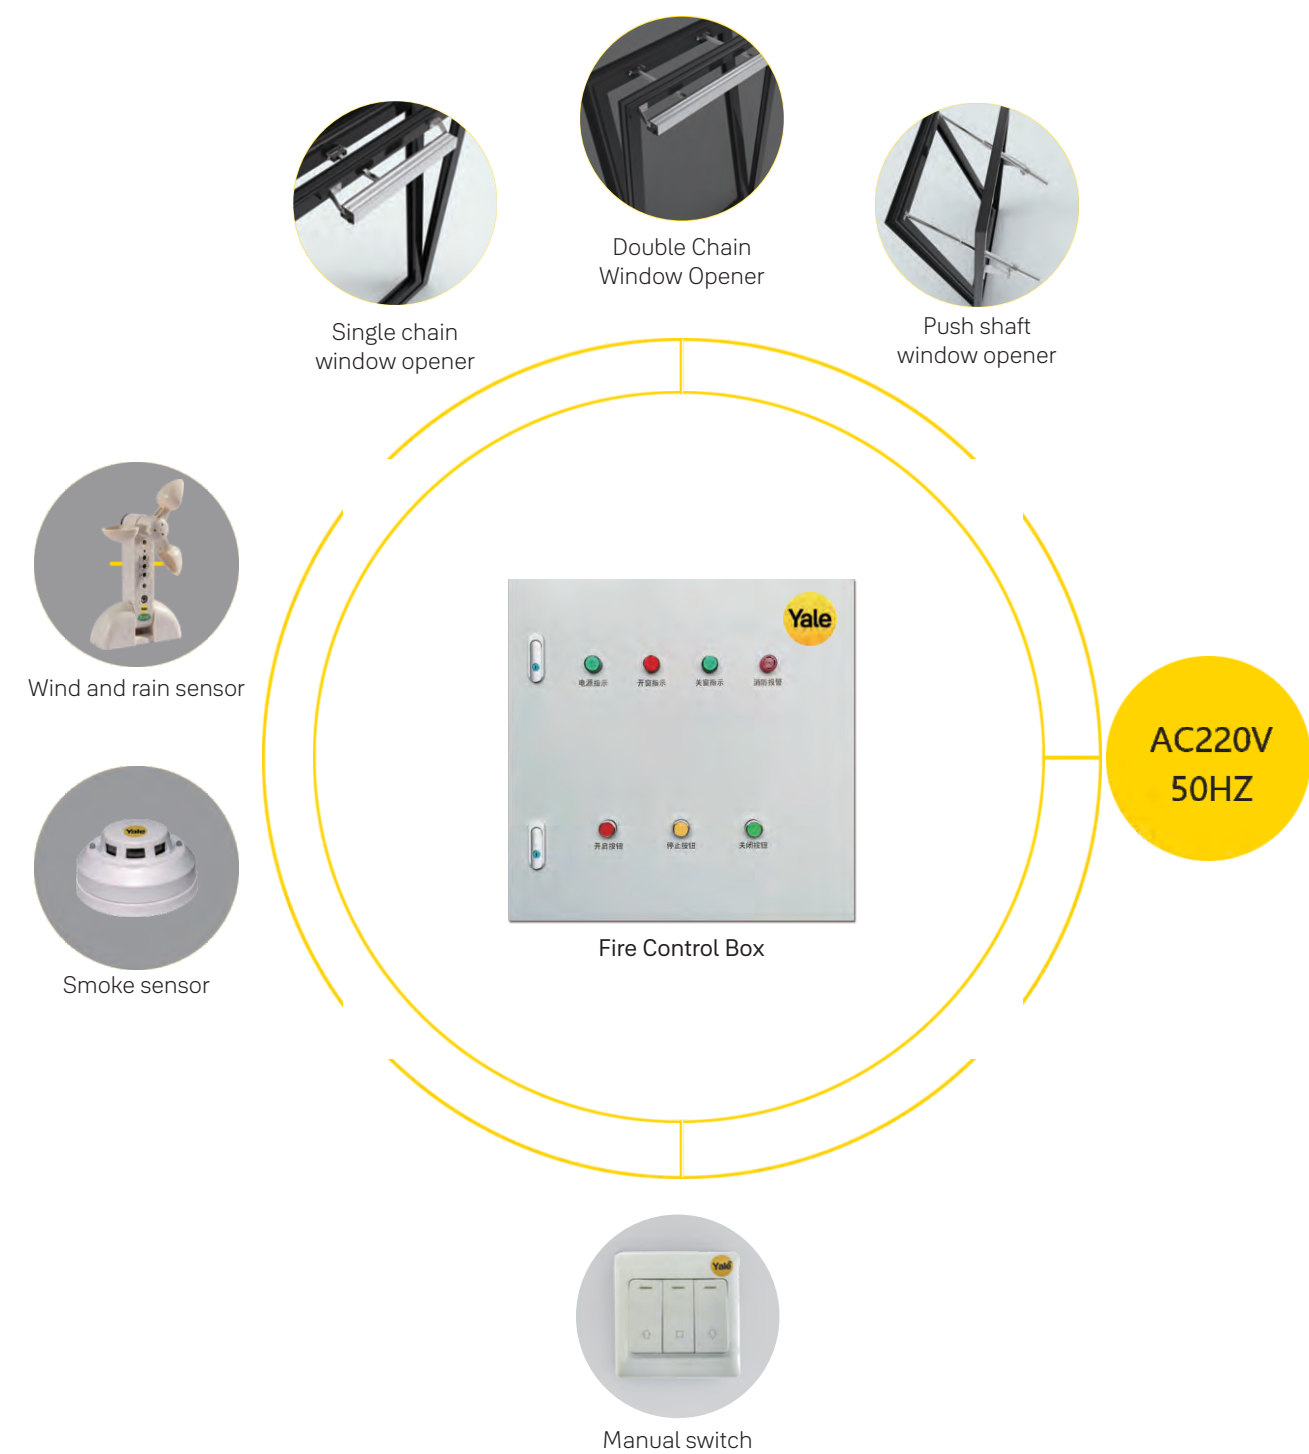 Double Chain
Window Opener
Single chain
window opener
Push shaft
window opener
Wind and rain sensor
Yale
电源指示
开窗指示
关窗指示
消防报警
AC220V
50HZ
Yale
开启按钮
停止按钮
关闭按钮
Smoke sensor
Fire Control Box
Yale
Manual switch